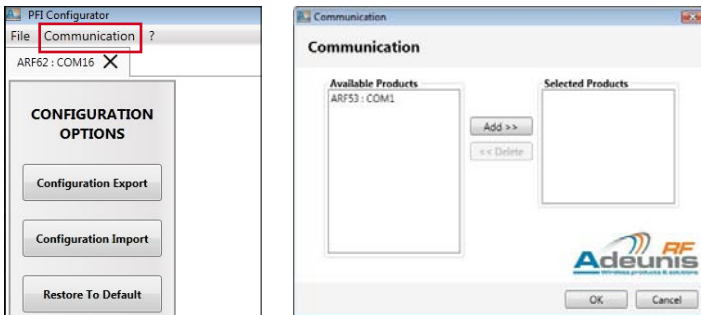 PFI Configurator
File Communication ?
ARF62 : COM16
CONFIGURATION
OPTIONS
Configuration Export
Configuration Import
Restore To Default
Communication
Communication
Available Products
ARF53 : COM1
Add >>
<< Delete
Selected Products
Adeunis RF
Wireless products & solutions
OK Cancel